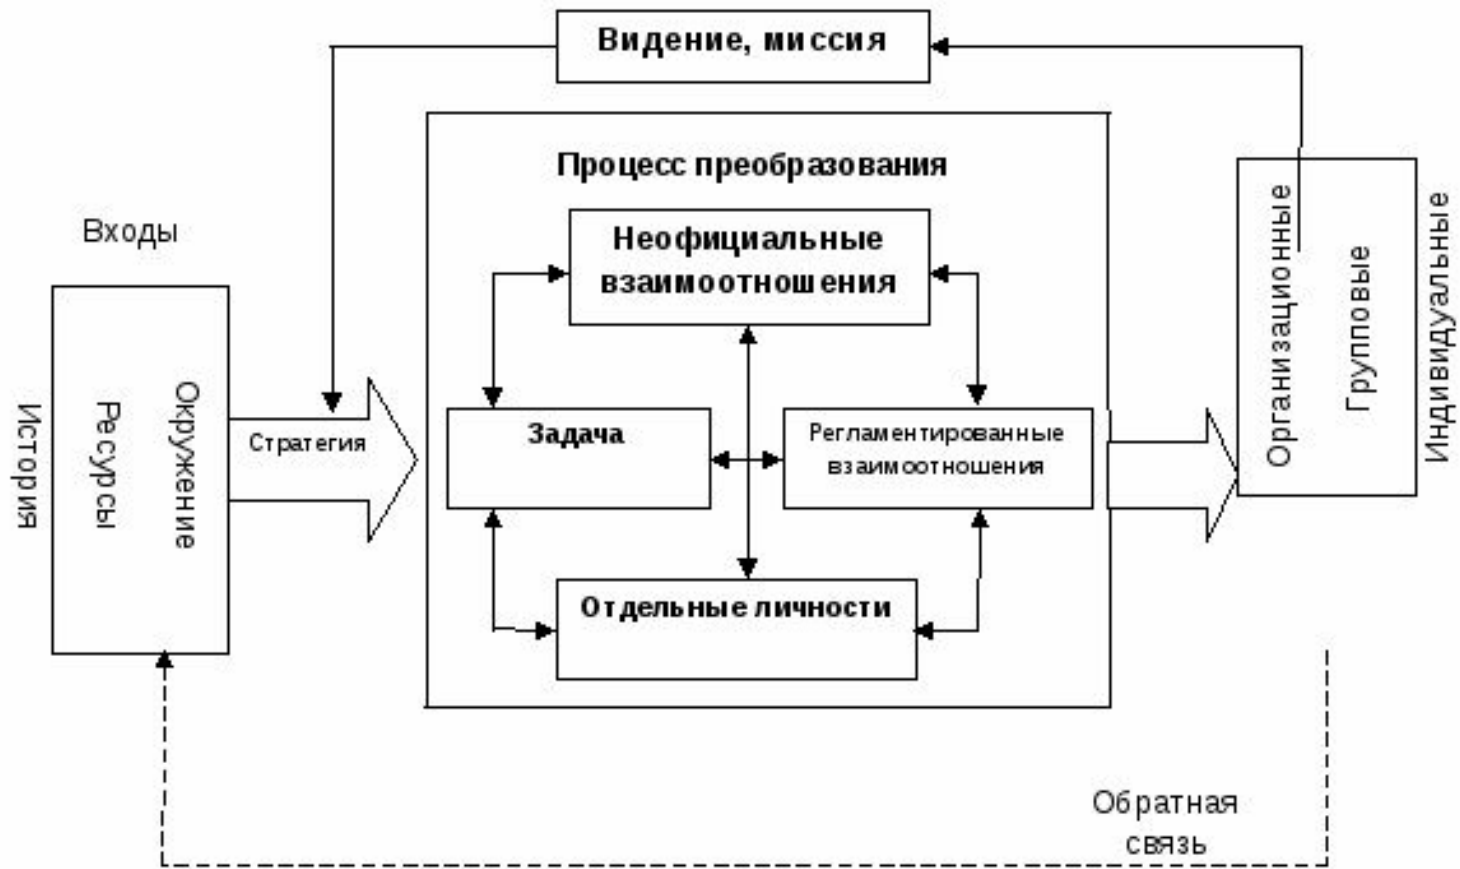 Видение, миссия
Процесс преобразования
Входы
Неофициальные
взаимоотношения
История
Ресурсы
Окружение
Стратегия
Задача
Регламентированные
взаимоотношения
Отдельные личности
Организационные
Групповые
Индивидуальные
Обратная
связь